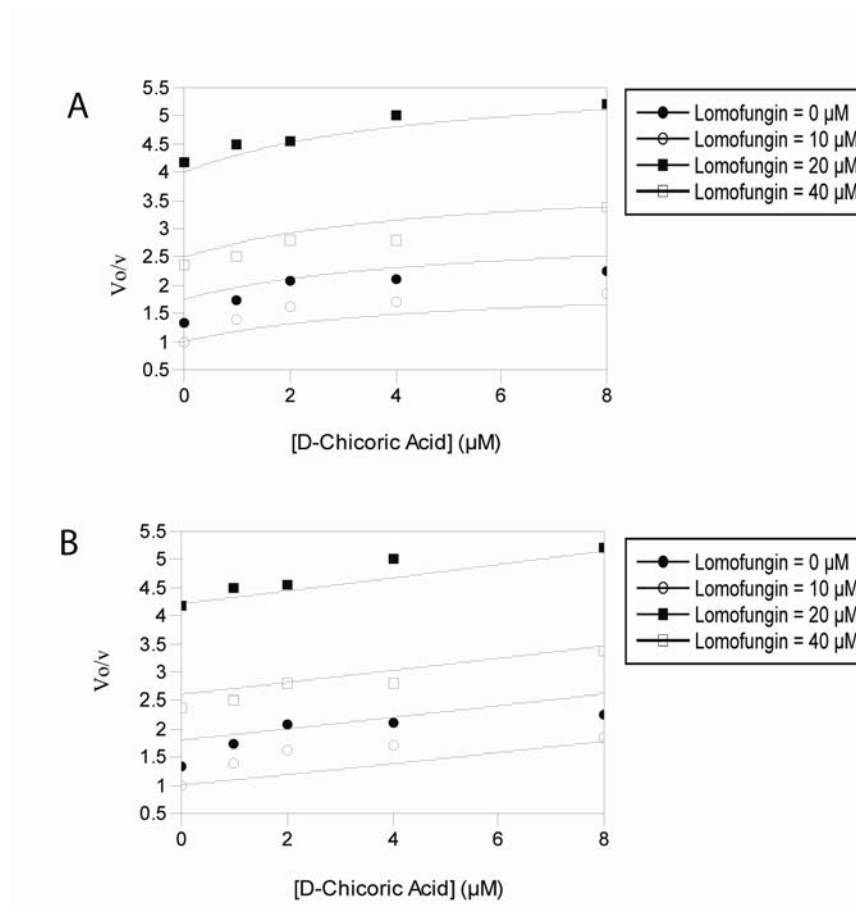 A
5.5
5
4.5
4
3.5
3
2.5
2
1.5
1
0.5
Vo/v
0
2
4
6
8
[D-Chicoric Acid] (µM)
Lomofungin = 0 µM
Lomofungin = 10 µM
Lomofungin = 20 µM
Lomofungin = 40 µM
B
5.5
5
4.5
4
3.5
3
2.5
2
1.5
1
0.5
Vo/v
0
2
4
6
8
[D-Chicoric Acid] (µM)
Lomofungin = 0 µM
Lomofungin = 10 µM
Lomofungin = 20 µM
Lomofungin = 40 µM